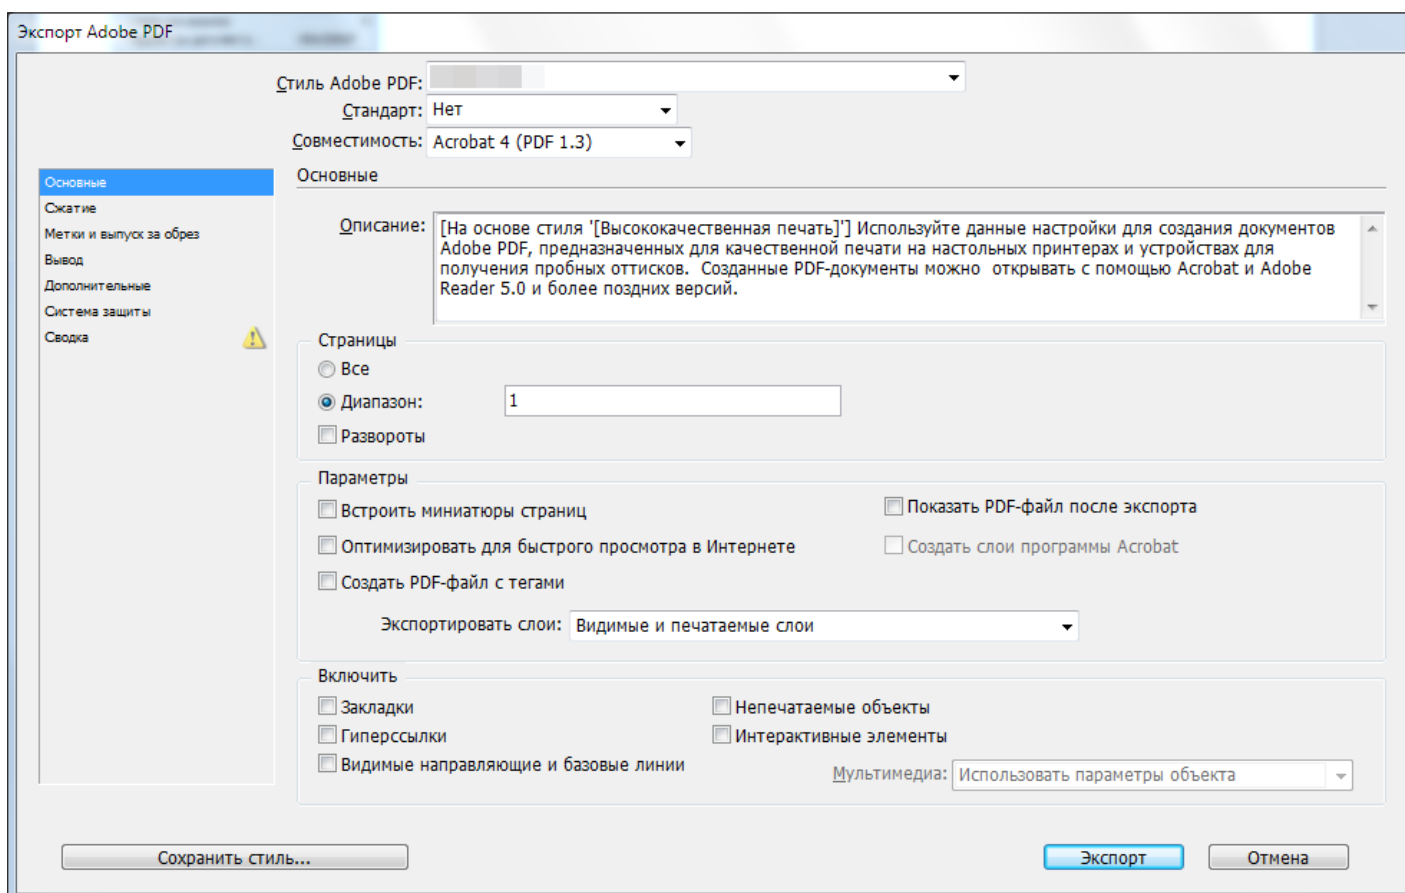 Экспорт Adobe PDF
Стиль Adobe PDF:
Стандарт: Нет
Совместимость: Acrobat 4 (PDF 1.3)
Основные
Сжатие
Метки и выпуск за обрез
Вывод
Дополнительные
Система защиты
Сводка
Основные
Описание:
[На основе стиля '[Высококачественная печать]'] Используйте данные настройки для создания документов
Adobe PDF, предназначенных для качественной печати на настольных принтерах и устройствах для
получения пробных оттисков.  Созданные PDF-документы можно  открывать с помощью Acrobat и Adobe
Reader 5.0 и более поздних версий.
Страницы
Все
Диапазон: 1
Развороты
Параметры
Встроить миниатюры страниц
Показать PDF-файл после экспорта
Оптимизировать для быстрого просмотра в Интернете
Создать слои программы Acrobat
Создать PDF-файл с тегами
Экспортировать слои: Видимые и печатаемые слои
Включить
Закладки
Непечатаемые объекты
Гиперссылки
Интерактивные элементы
Видимые направляющие и базовые линии
Мультимедиа: Использовать параметры объекта
Сохранить стиль...
Экспорт
Отмена